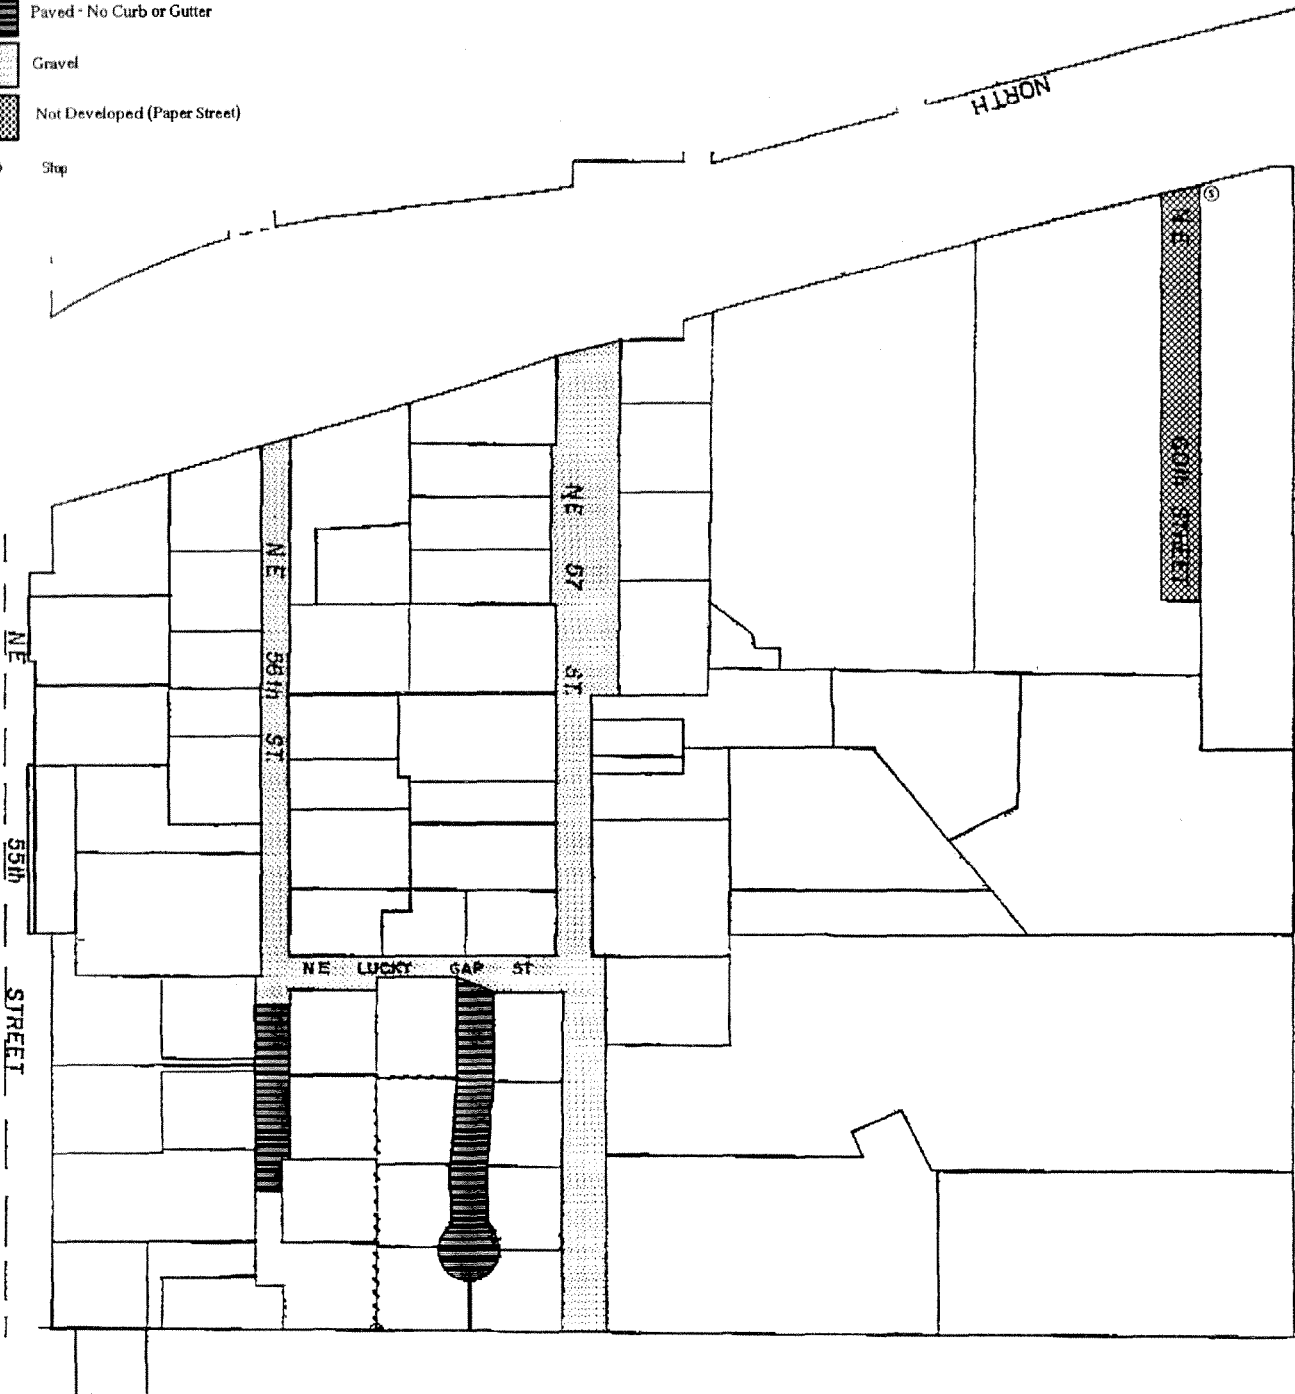 Paved - No Curb or Gutter
Gravel
Not Developed (Paper Street)
Stop
NORTH
S
NE 60th STREET
NE 57 ST.
NE 56th ST.
NE 55th STREET
NE LUCKY GAP ST